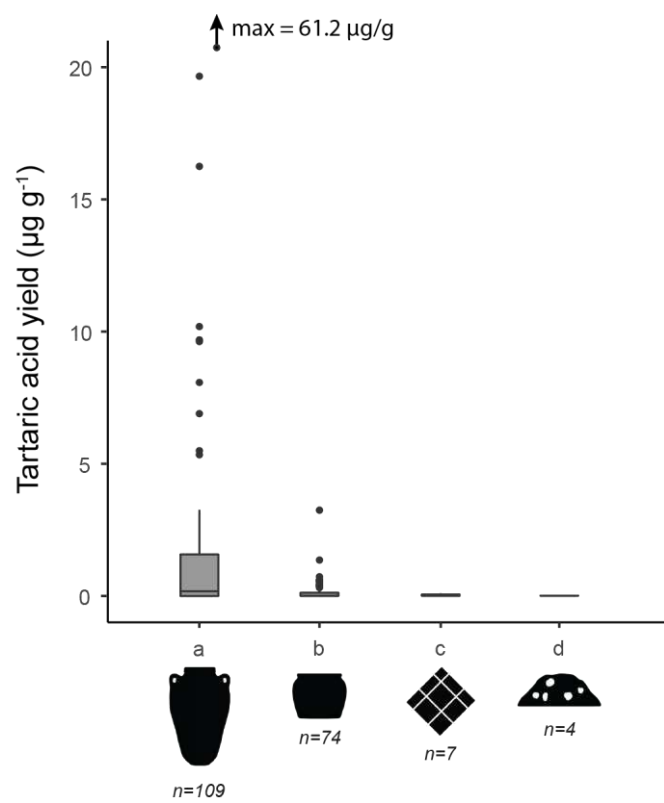 max = 61.2 µg/g
Tartaric acid yield (µg g⁻¹)
20
15
10
5
0
a b c d
n=109
n=74
n=7
n=4